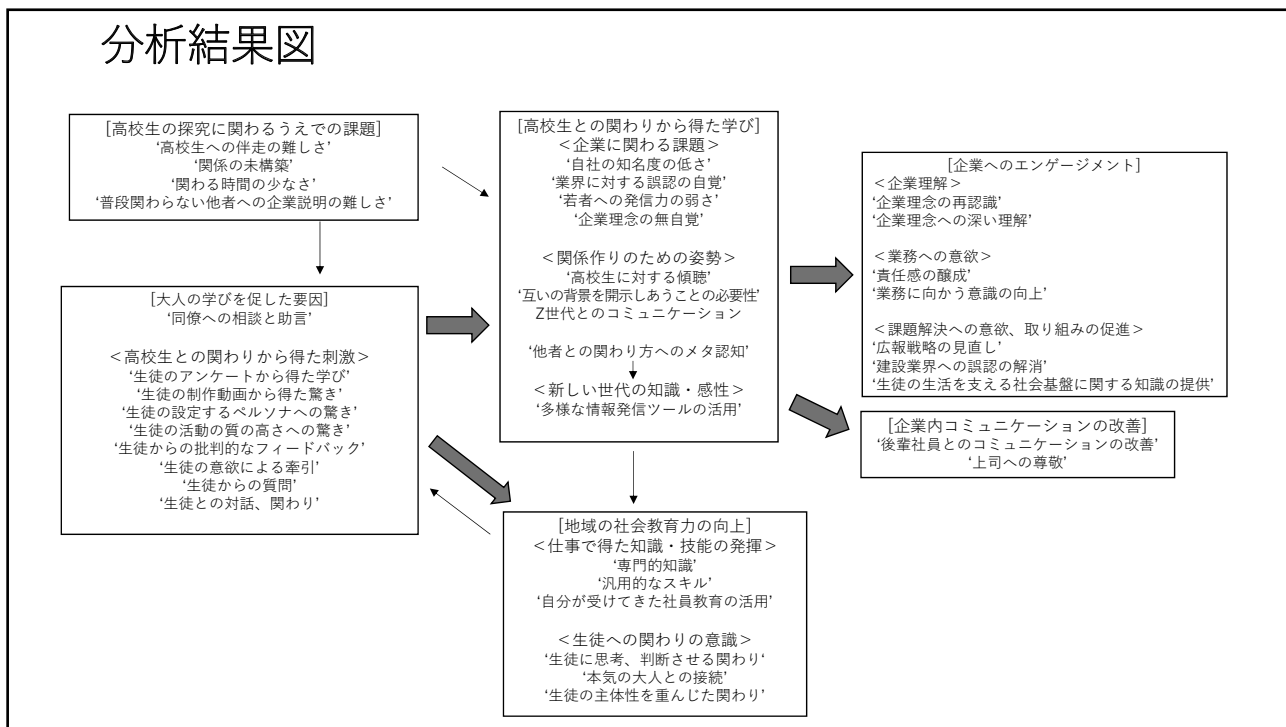 分析結果図
[高校生の探究に関わるうえでの課題]
‘高校生への伴走の難しさ’
‘関係の未構築’
‘関わる時間の少なさ’
‘普段関わらない他者への企業説明の難しさ’
[大人の学びを促した要因]
‘同僚への相談と助言’
＜高校生との関わりから得た刺激＞
‘生徒のアンケートから得た学び’
‘生徒の制作動画から得た驚き’
‘生徒の設定するペルソナへの驚き’
‘生徒の活動の質の高さへの驚き’
‘生徒からの批判的なフィードバック’
‘生徒の意欲による牽引’
‘生徒からの質問’
‘生徒との対話、関わり’
[高校生との関わりから得た学び]
＜企業に関わる課題＞
‘自社の知名度の低さ’
‘業界に対する誤認の自覚’
‘若者への発信力の弱さ’
‘企業理念の無自覚’
＜関係作りのための姿勢＞
‘高校生に対する傾聴’
‘互いの背景を開示しあうことの必要性’
Z世代とのコミュニケーション
‘他者との関わり方へのメタ認知’
＜新しい世代の知識・感性＞
‘多様な情報発信ツールの活用’
[地域の社会教育力の向上]
＜仕事で得た知識・技能の発揮＞
‘専門的知識’
‘汎用的なスキル’
‘自分が受けてきた社員教育の活用’
＜生徒への関わりの意識＞
‘生徒に思考、判断させる関わり‘
‘本気の大人との接続’
‘生徒の主体性を重んじた関わり’
[企業へのエンゲージメント]
＜企業理解＞
‘企業理念の再認識’
‘企業理念への深い理解’
＜業務への意欲＞
‘責任感の醸成’
‘業務に向かう意識の向上’
＜課題解決への意欲、取り組みの促進＞
‘広報戦略の見直し’
‘建設業界への誤認の解消’
‘生徒の生活を支える社会基盤に関する知識の提供’
[企業内コミュニケーションの改善]
‘後輩社員とのコミュニケーションの改善’
‘上司への尊敬’